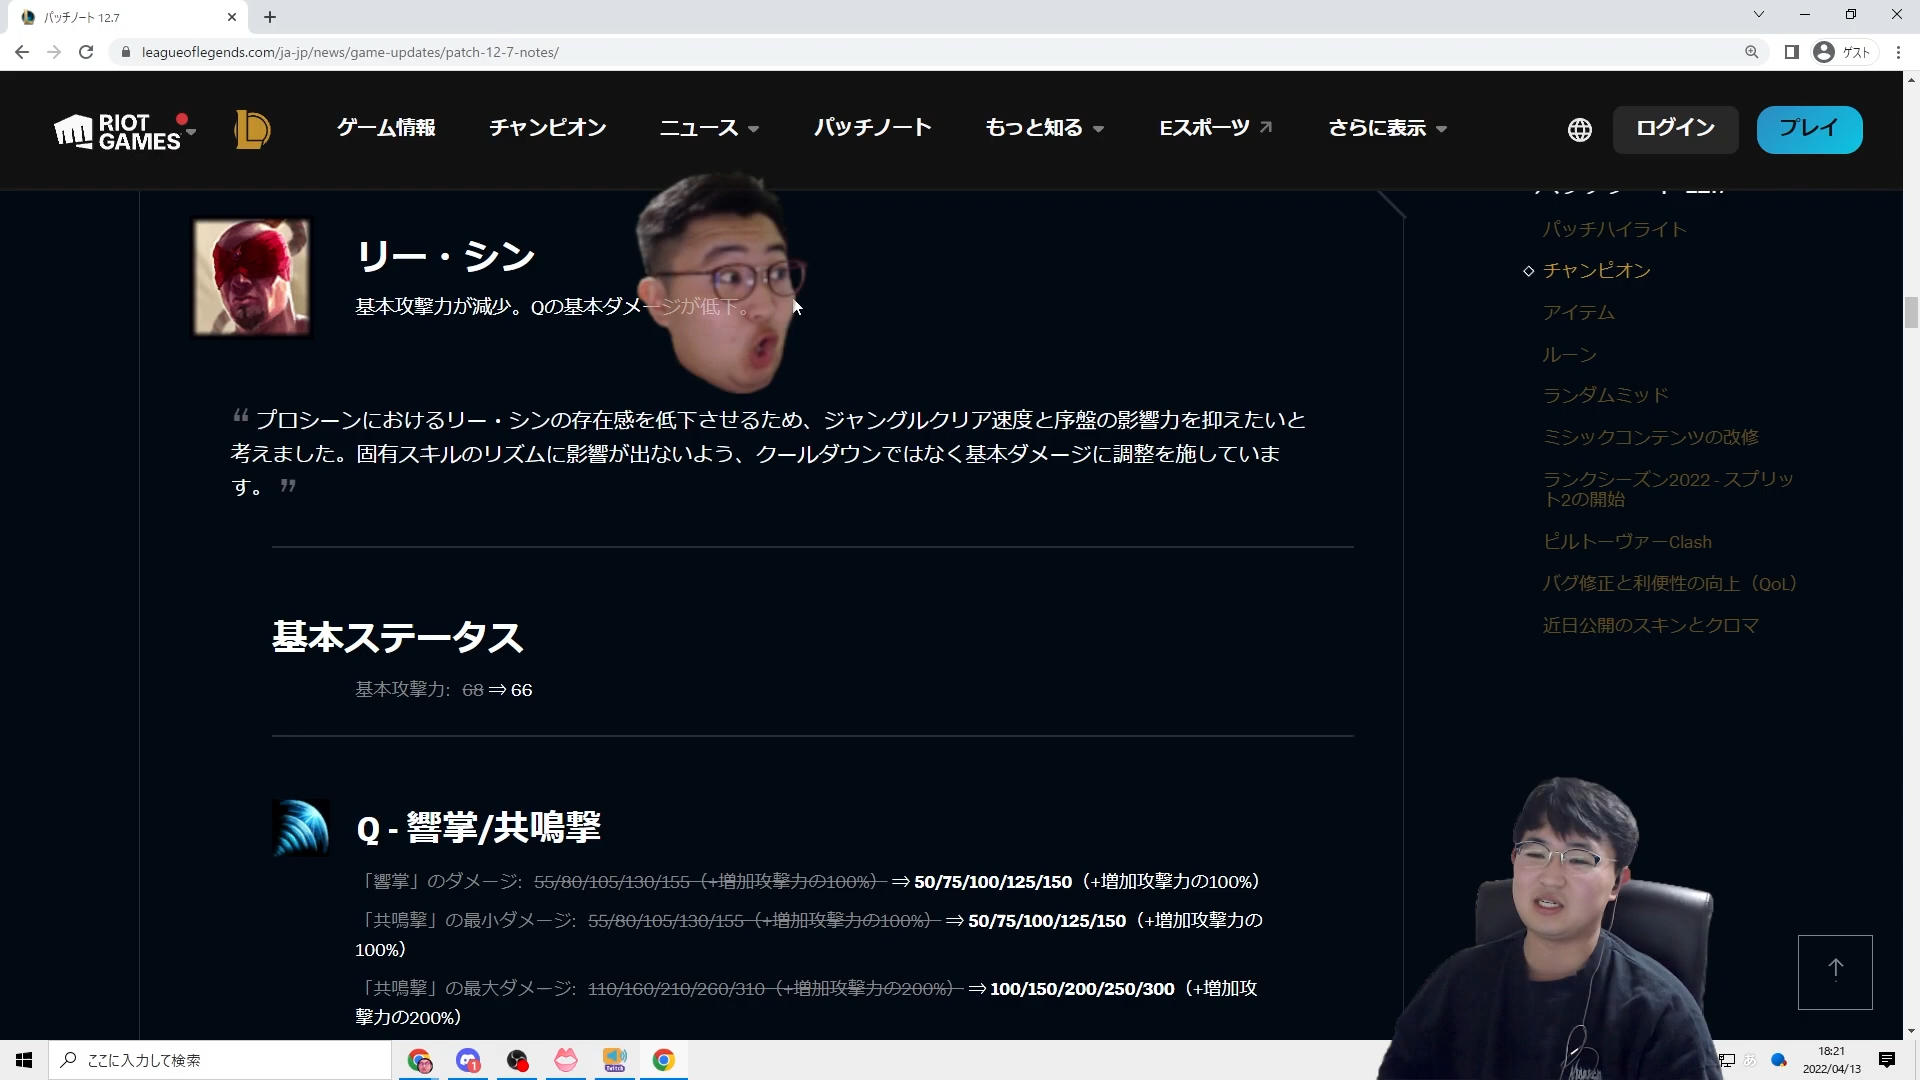 パッチノート 12.7
leagueoflegends.com/ja-jp/news/game-updates/patch-12-7-notes/
ゲスト
RIOT
GAMES
ゲーム情報
チャンピオン
ニュース
パッチノート
もっと知る
Eスポーツ
さらに表示
ログイン
プレイ
リー・シン
基本攻撃力が減少。Qの基本ダメージが低下。
“ プロシーンにおけるリー・シンの存在感を低下させるため、ジャングルクリア速度と序盤の影響力を抑えたいと
考えました。固有スキルのリズムに影響が出ないよう、クールダウンではなく基本ダメージに調整を施していま
す。 ”
基本ステータス
基本攻撃力: 68 ⇒ 66
Q - 響掌/共鳴撃
「響掌」のダメージ: 55/80/105/130/155（+増加攻撃力の100%） ⇒ 50/75/100/125/150（+増加攻撃力の100%）
「共鳴撃」の最小ダメージ: 55/80/105/130/155（+増加攻撃力の100%） ⇒ 50/75/100/125/150（+増加攻撃力の
100%）
「共鳴撃」の最大ダメージ: 110/160/210/260/310（+増加攻撃力の200%） ⇒ 100/150/200/250/300（+増加攻
撃力の200%）
パッチハイライト
チャンピオン
アイテム
ルーン
ランダムミッド
ミシックコンテンツの改修
ランクシーズン2022 - スプリッ
ト2の開始
ピルトーヴァーClash
バグ修正と利便性の向上（QoL）
近日公開のスキンとクロマ
ここに入力して検索
1
Twitch
あ
18:21
2022/04/13